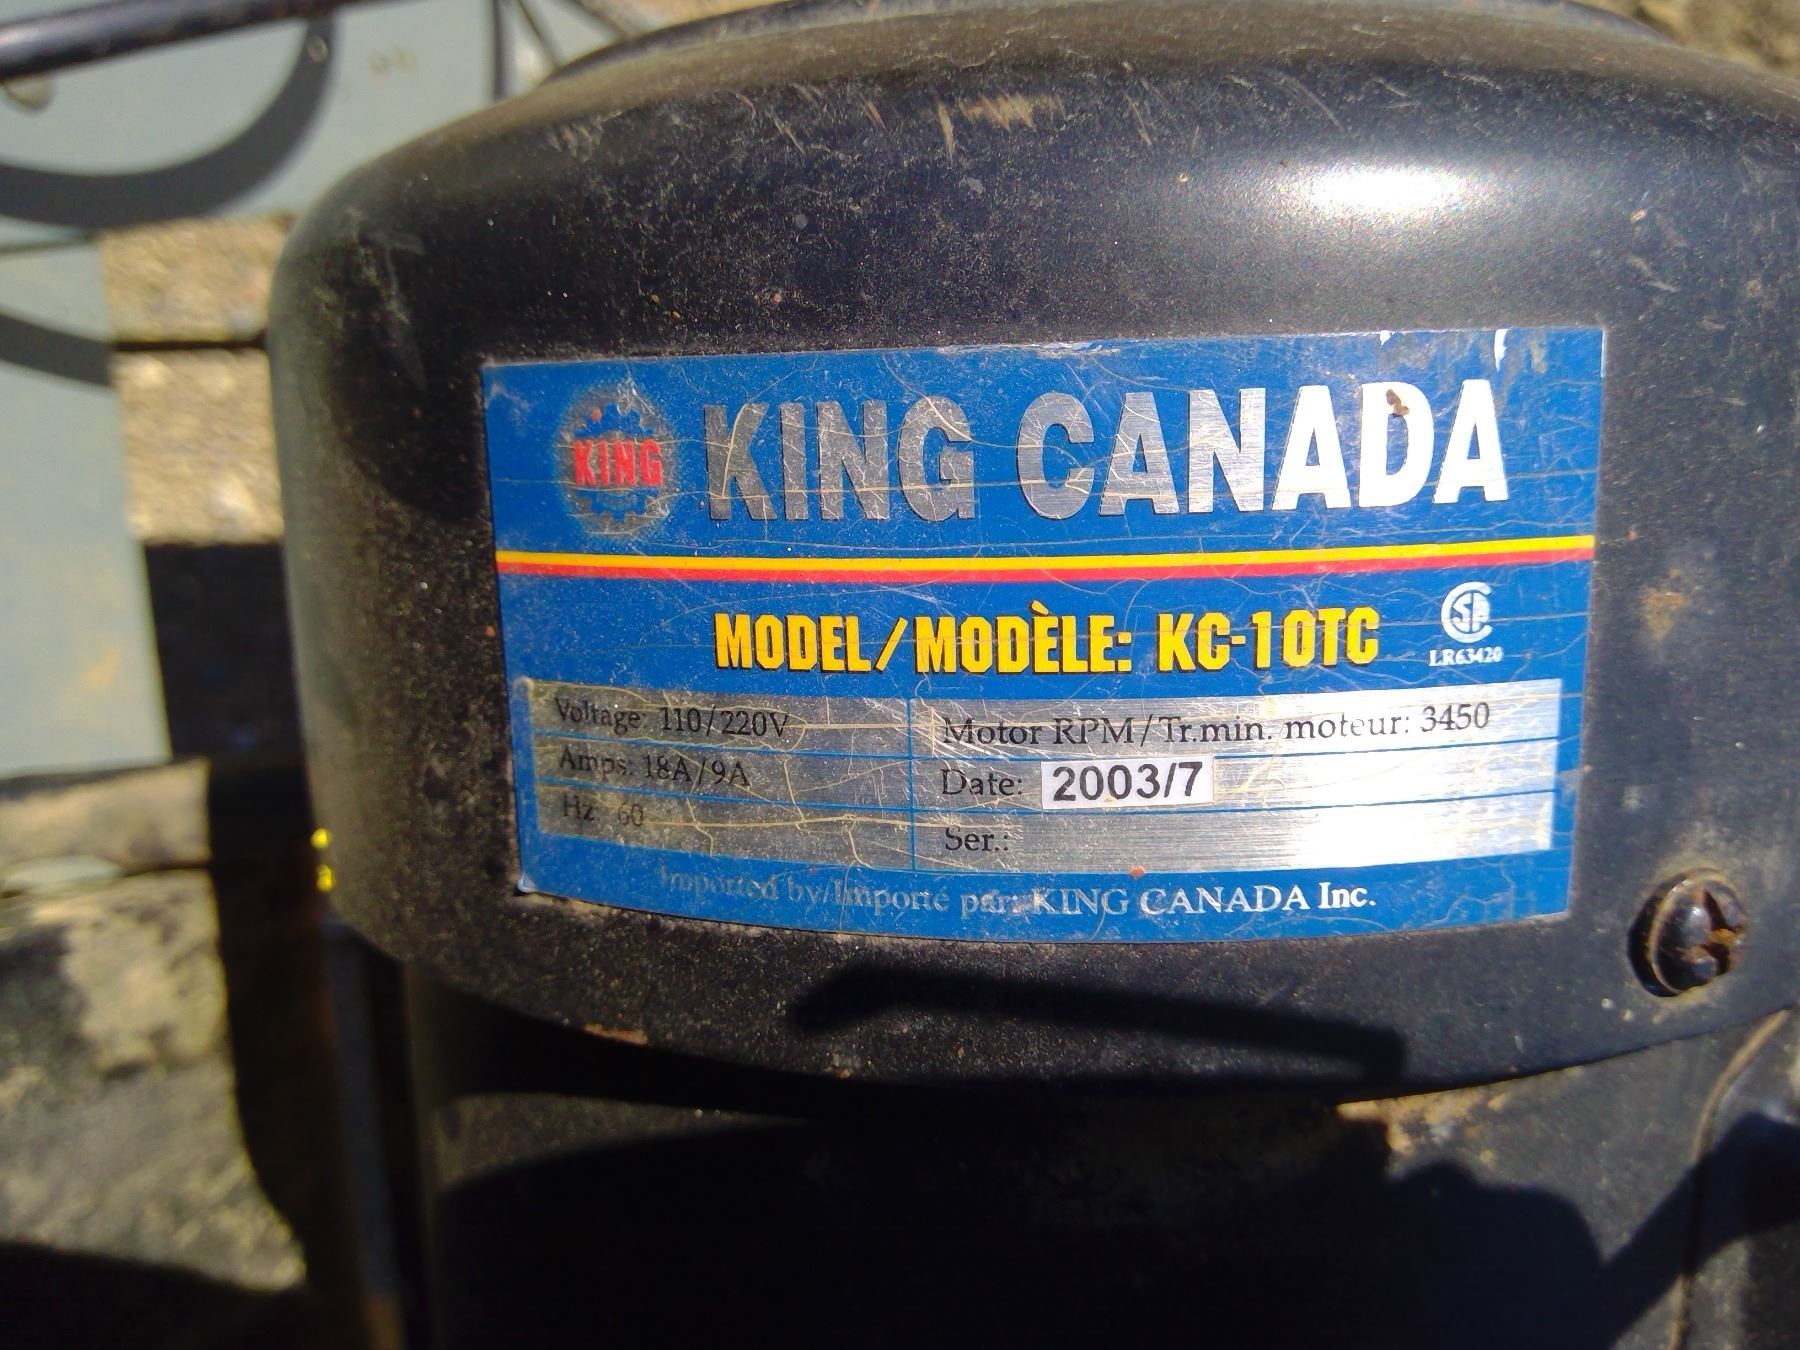 KING KING CANADA
MODEL/MODÈLE: KC-10TC
LR63420
Voltage: 110/220V
Motor RPM/Tr.min. moteur: 3450
Amps: 18A/9A
Date: 2003/7
Hz: 60
Ser.:
Imported by/Importé par: KING CANADA Inc.